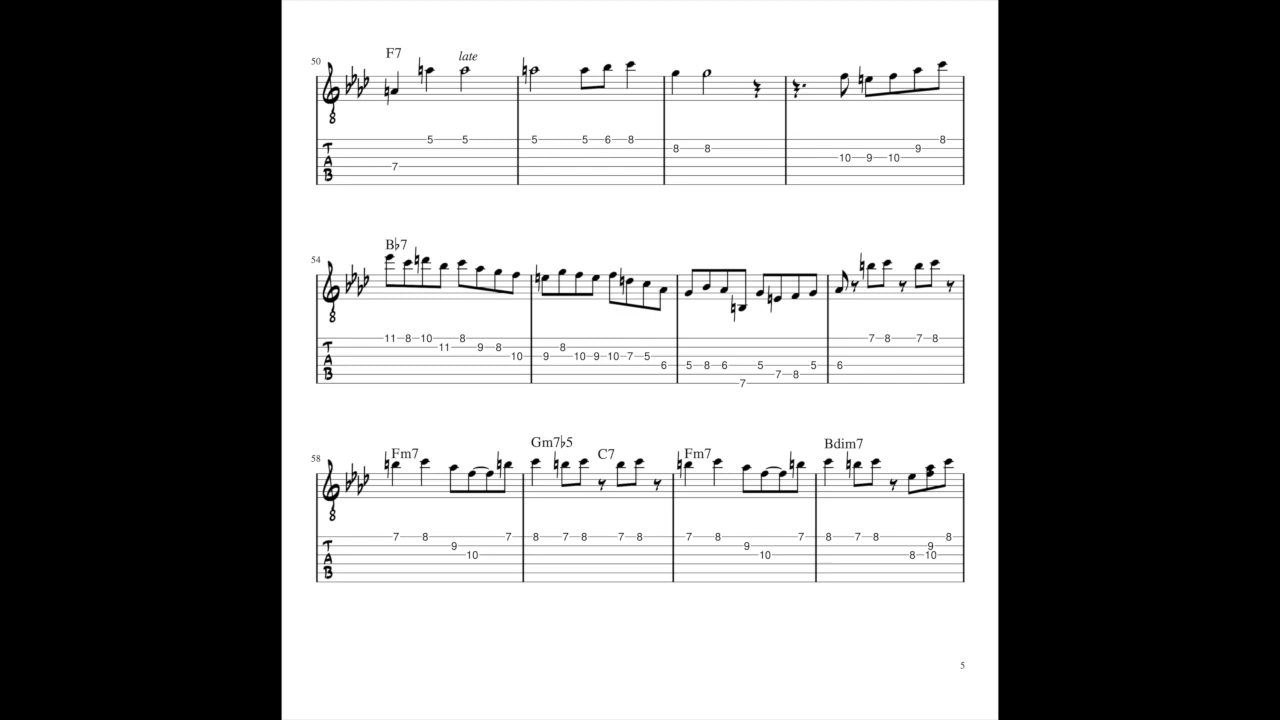 F7 late
50
8
5 5 5 5 6 8 8
T 8 8 9
A 10 9 10
B 7
B♭7
54
8
11 8 10 8 7 8 7 8
T 11 9 8 8
A 10 9 10 9 10 7 5
B 6 5 8 6 5 5 6
7 8
7
Fm7 Gm7♭5 C7 Fm7 Bdim7
58
8
7 8 7 8 7 8 7 8 7 8 7 8 7 8 8
T 9 9 9
A 10 10 8 10
B
5